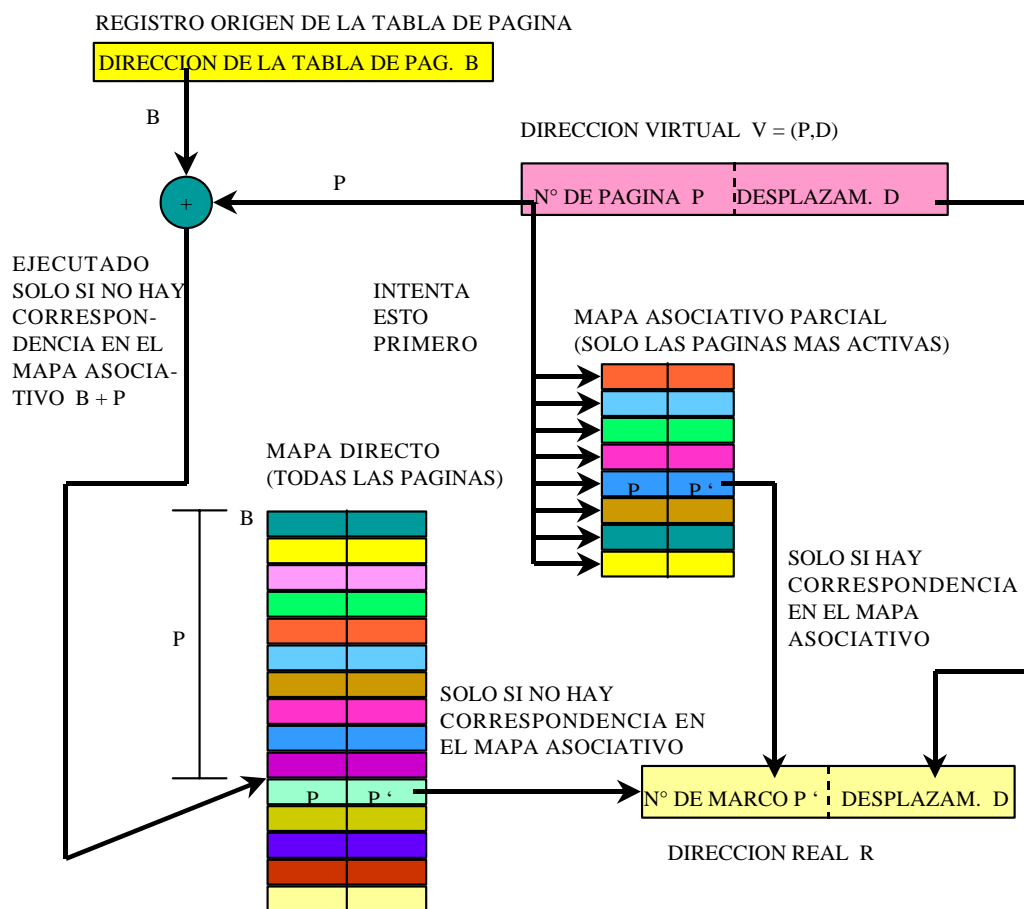 REGISTRO ORIGEN DE LA TABLA DE PAGINA
DIRECCION DE LA TABLA DE PAG. B
B
DIRECCION VIRTUAL V = (P,D)
P
N° DE PAGINA P
DESPLAZAM. D
+
EJECUTADO
SOLO SI NO HAY
CORRESPON-
DENCIA EN EL
MAPA ASOCIA-
TIVO B + P
INTENTA
ESTO
PRIMERO
MAPA ASOCIATIVO PARCIAL
(SOLO LAS PAGINAS MAS ACTIVAS)
P
P ‘
MAPA DIRECTO
(TODAS LAS PAGINAS)
B
P
SOLO SI HAY
CORRESPONDENCIA
EN EL MAPA
ASOCIATIVO
SOLO SI NO HAY
CORRESPONDENCIA EN
EL MAPA ASOCIATIVO
P
P ‘
N° DE MARCO P ‘
DESPLAZAM. D
DIRECCION REAL R